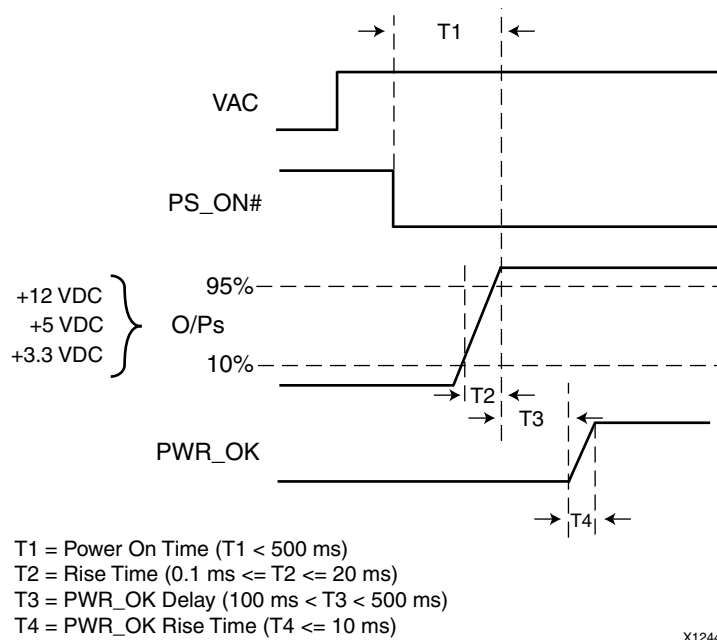 T1
VAC
PS_ON#
+12 VDC
+5 VDC
+3.3 VDC
O/Ps
95%
10%
T2
T3
PWR_OK
T4
T1 = Power On Time (T1 < 500 ms)
T2 = Rise Time (0.1 ms <= T2 <= 20 ms)
T3 = PWR_OK Delay (100 ms < T3 < 500 ms)
T4 = PWR_OK Rise Time (T4 <= 10 ms)